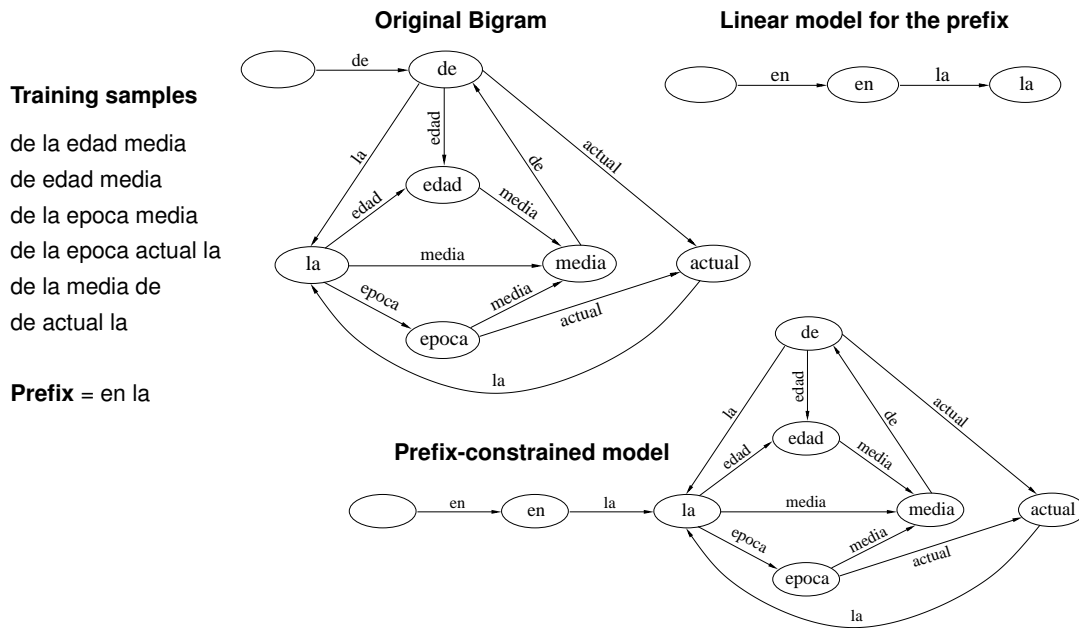 Original Bigram
Linear model for the prefix
de
de
en
en
la
la
Training samples
de la edad media
de edad media
de la epoca media
de la epoca actual la
de la media de
de actual la
Prefix = en la
la
edad
de
actual
edad
edad
media
la
media
media
actual
epoca
media
epoca
actual
la
Prefix-constrained model
de
la
edad
de
actual
edad
edad
media
en
en
la
la
media
media
actual
epoca
media
epoca
actual
la